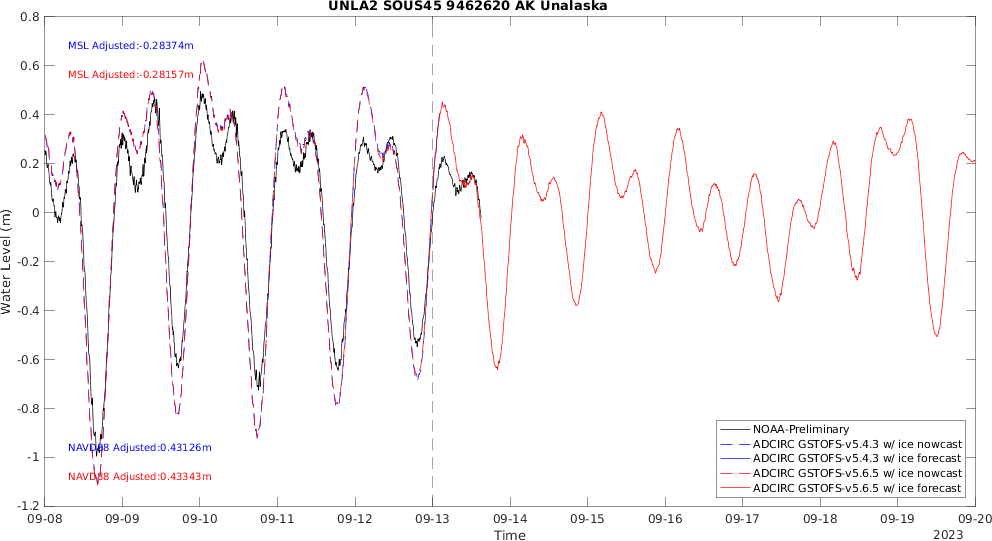 UNLA2 SOUS45 9462620 AK Unalaska
0.8
0.6
0.4
0.2
0
-0.2
-0.4
-0.6
-0.8
-1
-1.2
Water Level (m)
MSL Adjusted:-0.28374m
MSL Adjusted:-0.28157m
NAVD88 Adjusted:0.43126m
NAVD88 Adjusted:0.43343m
NOAA-Preliminary
ADCIRC GSTOFS-v5.4.3 w/ ice nowcast
ADCIRC GSTOFS-v5.4.3 w/ ice forecast
ADCIRC GSTOFS-v5.6.5 w/ ice nowcast
ADCIRC GSTOFS-v5.6.5 w/ ice forecast
09-08 09-09 09-10 09-11 09-12 09-13 09-14 09-15 09-16 09-17 09-18 09-19 09-20
Time
2023